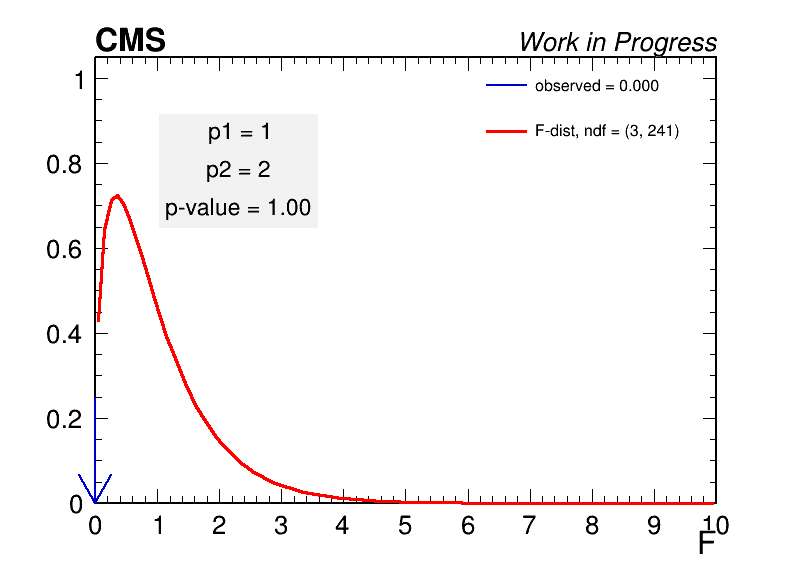 CMS
Work in Progress
observed = 0.000
F-dist, ndf = (3, 241)
p1 = 1
p2 = 2
p-value = 1.00
1
0.8
0.6
0.4
0.2
0
0 1 2 3 4 5 6 7 8 9 10
F